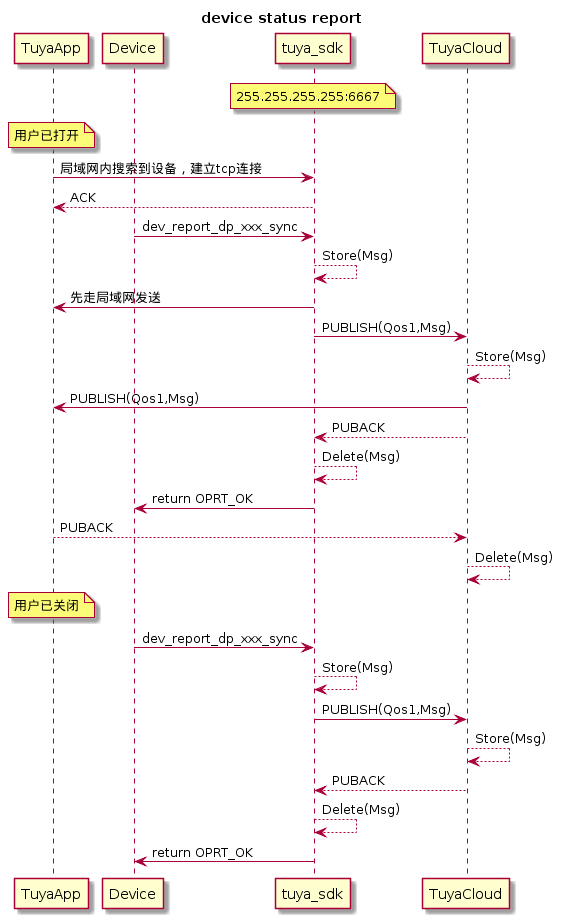 device status report
TuyaApp
Device
tuya_sdk
TuyaCloud
255.255.255.255:6667
用户已打开
局域网内搜索到设备，建立tcp连接
ACK
dev_report_dp_xxx_sync
Store(Msg)
先走局域网发送
PUBLISH(Qos1,Msg)
Store(Msg)
PUBLISH(Qos1,Msg)
PUBACK
Delete(Msg)
return OPRT_OK
PUBACK
Delete(Msg)
用户已关闭
dev_report_dp_xxx_sync
Store(Msg)
PUBLISH(Qos1,Msg)
Store(Msg)
PUBACK
Delete(Msg)
return OPRT_OK
TuyaApp
Device
tuya_sdk
TuyaCloud